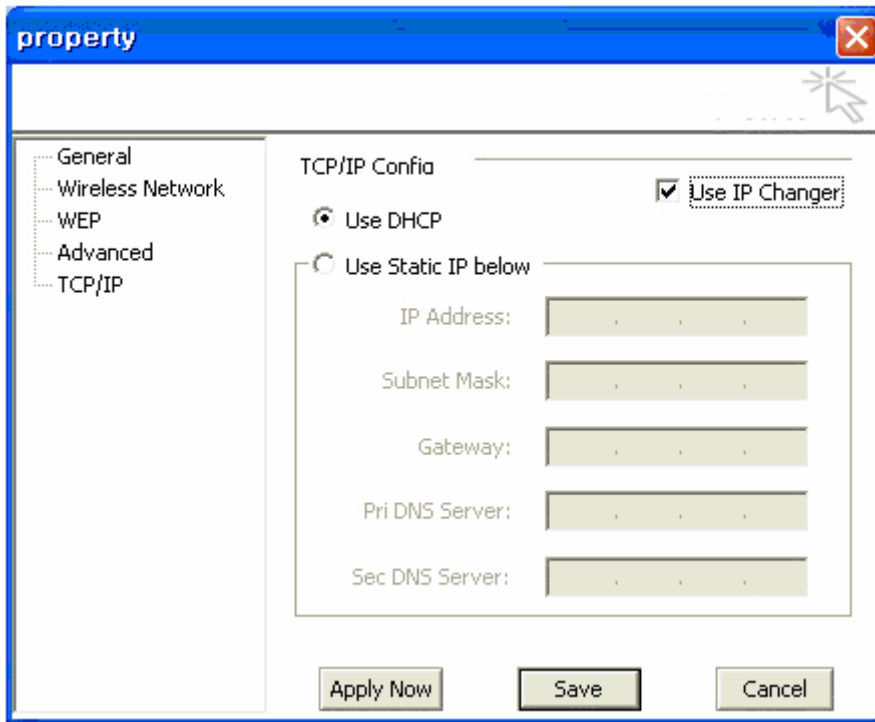 property
General
Wireless Network
WEP
Advanced
TCP/IP
TCP/IP Config
Use IP Changer
Use DHCP
Use Static IP below
IP Address:
Subnet Mask:
Gateway:
Pri DNS Server:
Sec DNS Server:
Apply Now
Save
Cancel